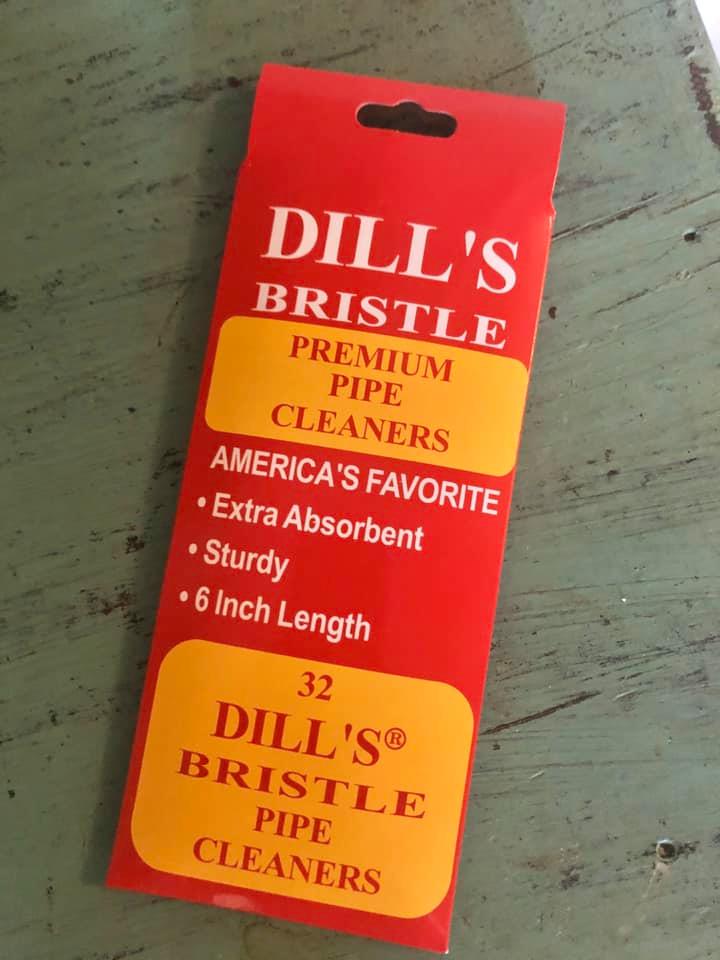 DILL'S
BRISTLE
PREMIUM
PIPE
CLEANERS
AMERICA'S FAVORITE
• Extra Absorbent
• Sturdy
• 6 Inch Length
32
DILL'S®
BRISTLE
PIPE
CLEANERS